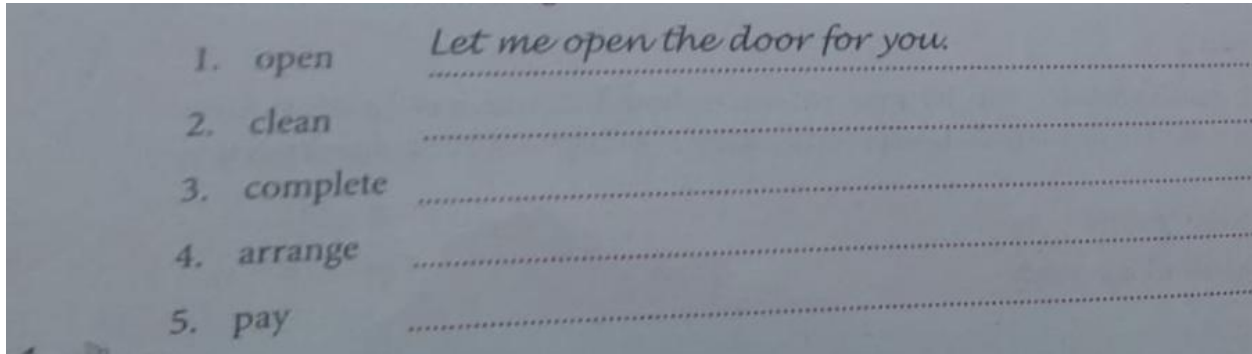 1. open Let me open the door for you.
2. clean
3. complete
4. arrange
5. pay